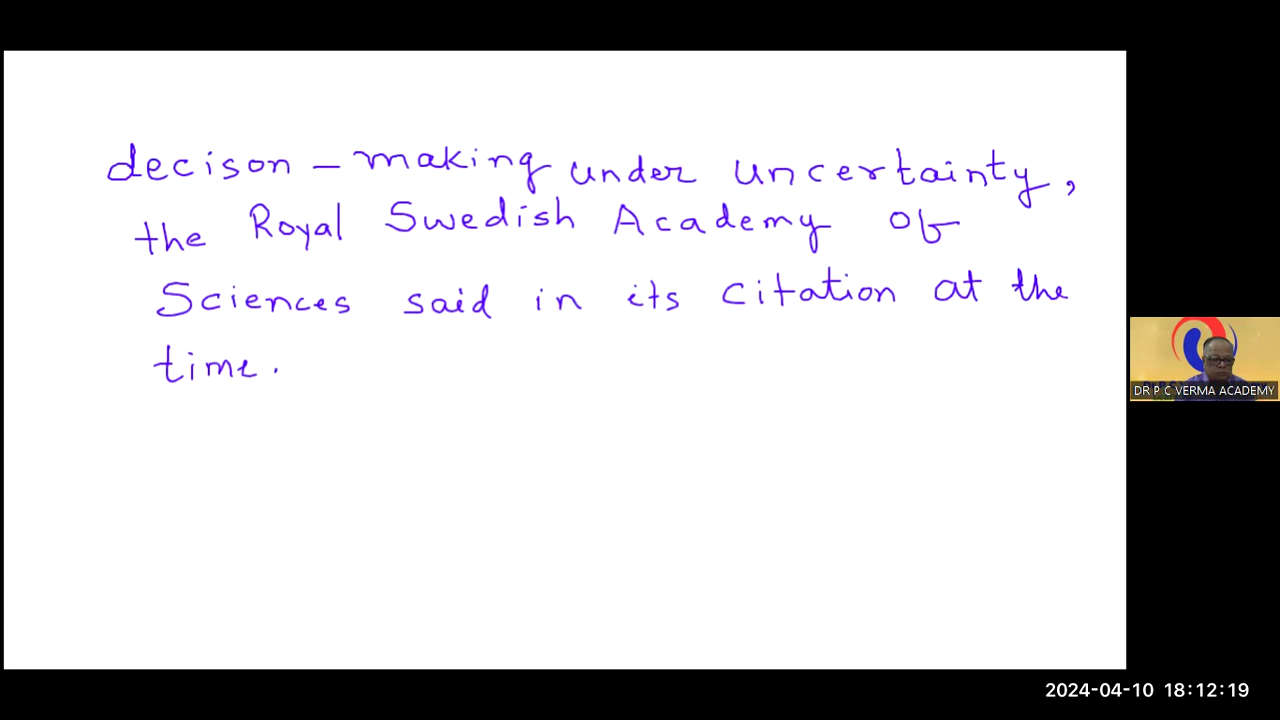 decison - making under uncertainty,
the Royal Swedish Academy of
Sciences said in its citation at the
time.
DR P C VERMA ACADEMY
2024-04-10 18:12:19